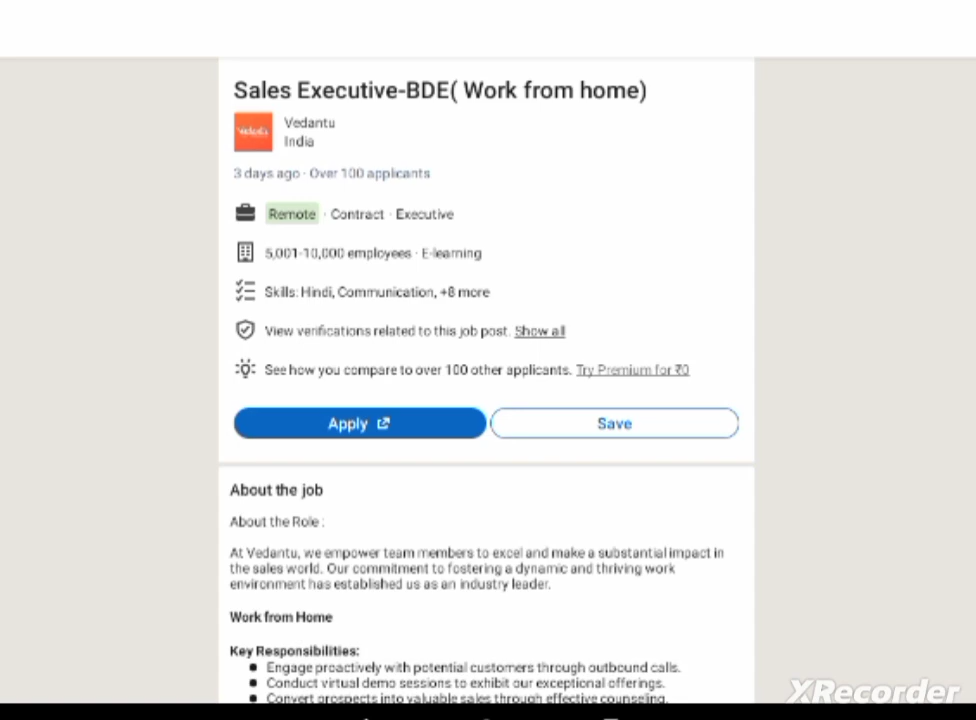 Sales Executive-BDE( Work from home)
Vedantu
Vedantu
India
3 days ago · Over 100 applicants
Remote · Contract · Executive
5,001-10,000 employees · E-learning
Skills: Hindi, Communication, +8 more
View verifications related to this job post. Show all
See how you compare to over 100 other applicants. Try Premium for ₹0
Apply
Save
About the job
About the Role :
At Vedantu, we empower team members to excel and make a substantial impact in
the sales world. Our commitment to fostering a dynamic and thriving work
environment has established us as an industry leader.
Work from Home
Key Responsibilities:
● Engage proactively with potential customers through outbound calls.
● Conduct virtual demo sessions to exhibit our exceptional offerings.
● Convert prospects into valuable sales through effective counseling.
XRecorder